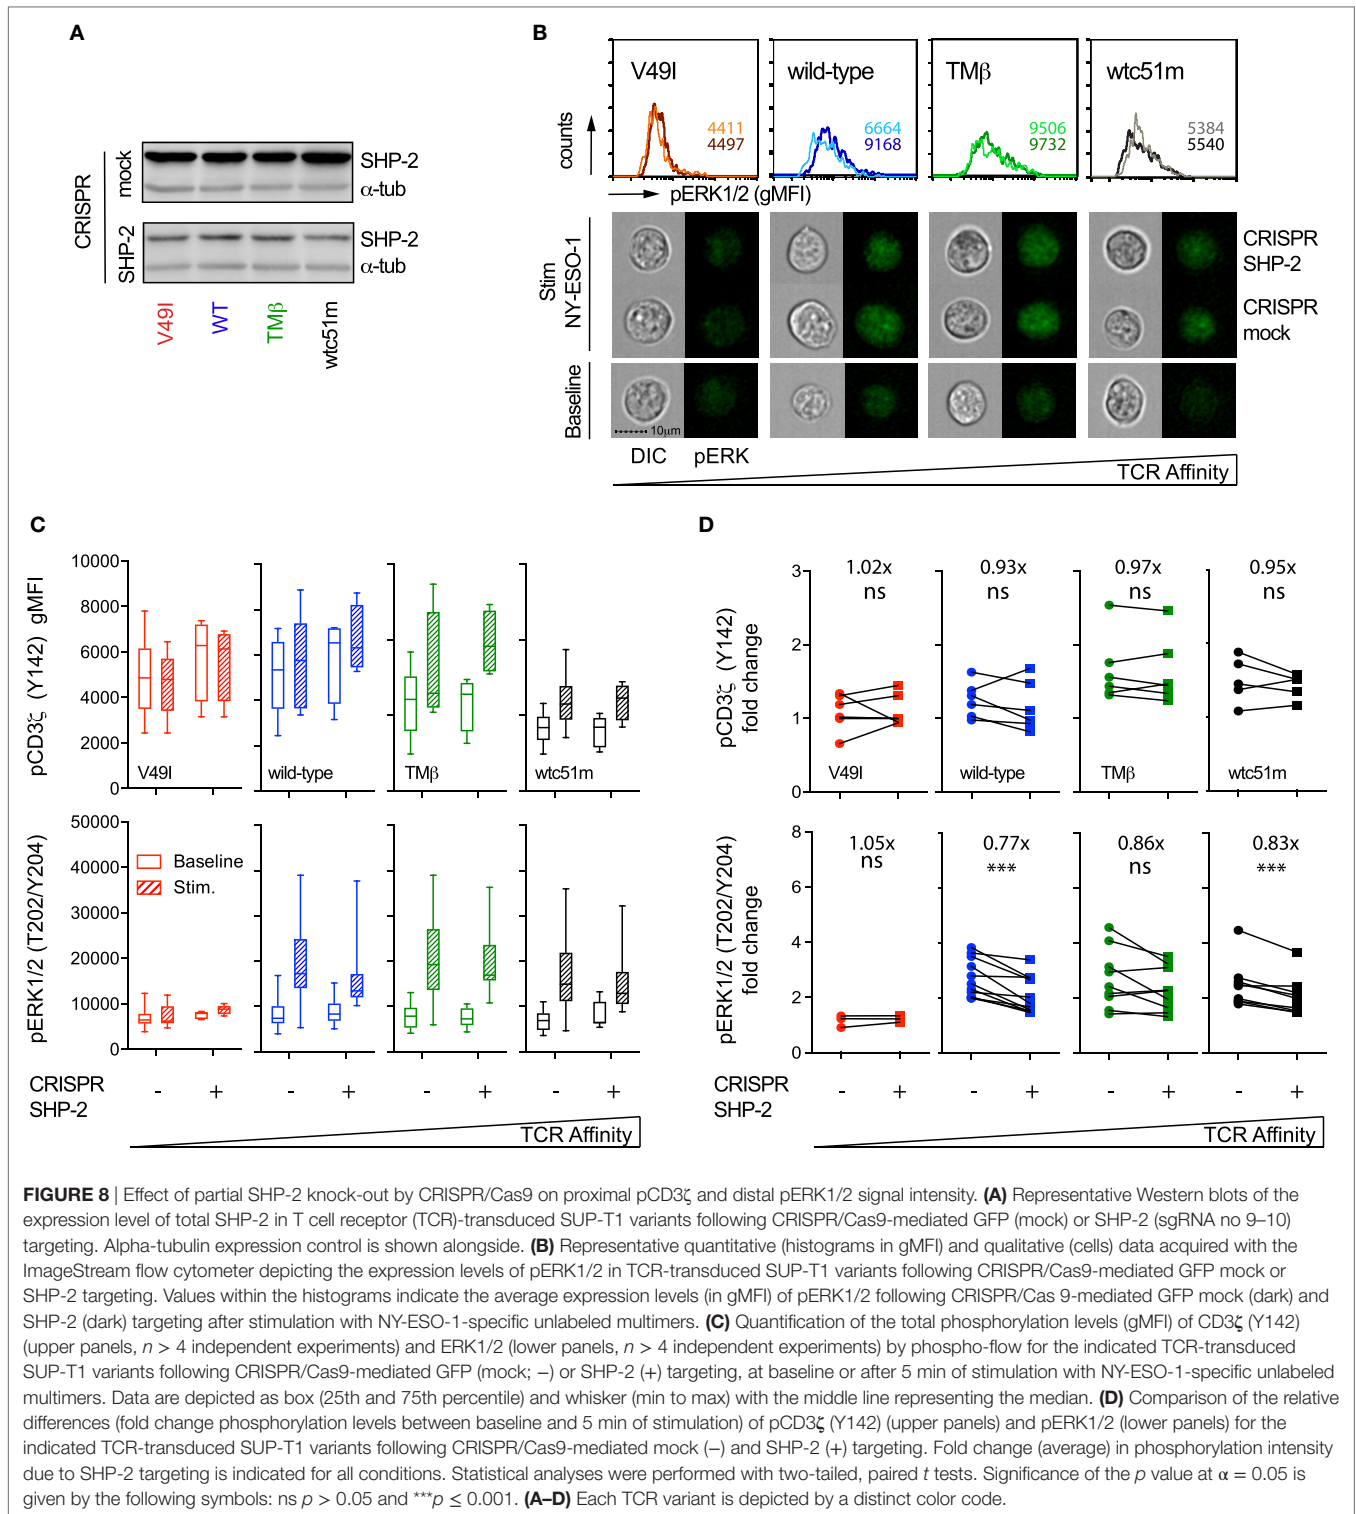 A
CRISPR
mock
SHP-2
α-tub
SHP-2
SHP-2
α-tub
V49I
WT
TMβ
wtc51m
B
counts
V49I
4411
4497
wild-type
6664
9168
TMβ
9506
9732
wtc51m
5384
5540
pERK1/2 (gMFI)
Stim
NY-ESO-1
CRISPR
SHP-2
CRISPR
mock
Baseline
10μm
DIC
pERK
TCR Affinity
C
pCD3ζ (Y142) gMFI
10000
8000
6000
4000
2000
0
V49I
wild-type
TMβ
wtc51m
pERK1/2 (T202/Y204)
50000
40000
30000
20000
10000
0
Baseline
Stim.
CRISPR
SHP-2
- + - + - + - +
TCR Affinity
D
pCD3ζ (Y142)
fold change
3
2
1
0
1.02x
ns
V49I
0.93x
ns
wild-type
0.97x
ns
TMβ
0.95x
ns
wtc51m
pERK1/2 (T202/Y204)
fold change
8
6
4
2
0
1.05x
ns
0.77x
***
0.86x
ns
0.83x
***
CRISPR
SHP-2
- + - + - + - +
TCR Affinity
FIGURE 8 | Effect of partial SHP-2 knock-out by CRISPR/Cas9 on proximal pCD3ζ and distal pERK1/2 signal intensity. (A) Representative Western blots of the
expression level of total SHP-2 in T cell receptor (TCR)-transduced SUP-T1 variants following CRISPR/Cas9-mediated GFP (mock) or SHP-2 (sgRNA no 9–10)
targeting. Alpha-tubulin expression control is shown alongside. (B) Representative quantitative (histograms in gMFI) and qualitative (cells) data acquired with the
ImageStream flow cytometer depicting the expression levels of pERK1/2 in TCR-transduced SUP-T1 variants following CRISPR/Cas9-mediated GFP mock or
SHP-2 targeting. Values within the histograms indicate the average expression levels (in gMFI) of pERK1/2 following CRISPR/Cas 9-mediated GFP mock (dark) and
SHP-2 (dark) targeting after stimulation with NY-ESO-1-specific unlabeled multimers. (C) Quantification of the total phosphorylation levels (gMFI) of CD3ζ (Y142)
(upper panels, n > 4 independent experiments) and ERK1/2 (lower panels, n > 4 independent experiments) by phospho-flow for the indicated TCR-transduced
SUP-T1 variants following CRISPR/Cas9-mediated GFP (mock; −) or SHP-2 (+) targeting, at baseline or after 5 min of stimulation with NY-ESO-1-specific unlabeled
multimers. Data are depicted as box (25th and 75th percentile) and whisker (min to max) with the middle line representing the median. (D) Comparison of the relative
differences (fold change phosphorylation levels between baseline and 5 min of stimulation) of pCD3ζ (Y142) (upper panels) and pERK1/2 (lower panels) for the
indicated TCR-transduced SUP-T1 variants following CRISPR/Cas9-mediated mock (−) and SHP-2 (+) targeting. Fold change (average) in phosphorylation intensity
due to SHP-2 targeting is indicated for all conditions. Statistical analyses were performed with two-tailed, paired t tests. Significance of the p value at α = 0.05 is
given by the following symbols: ns p > 0.05 and ***p ≤ 0.001. (A–D) Each TCR variant is depicted by a distinct color code.